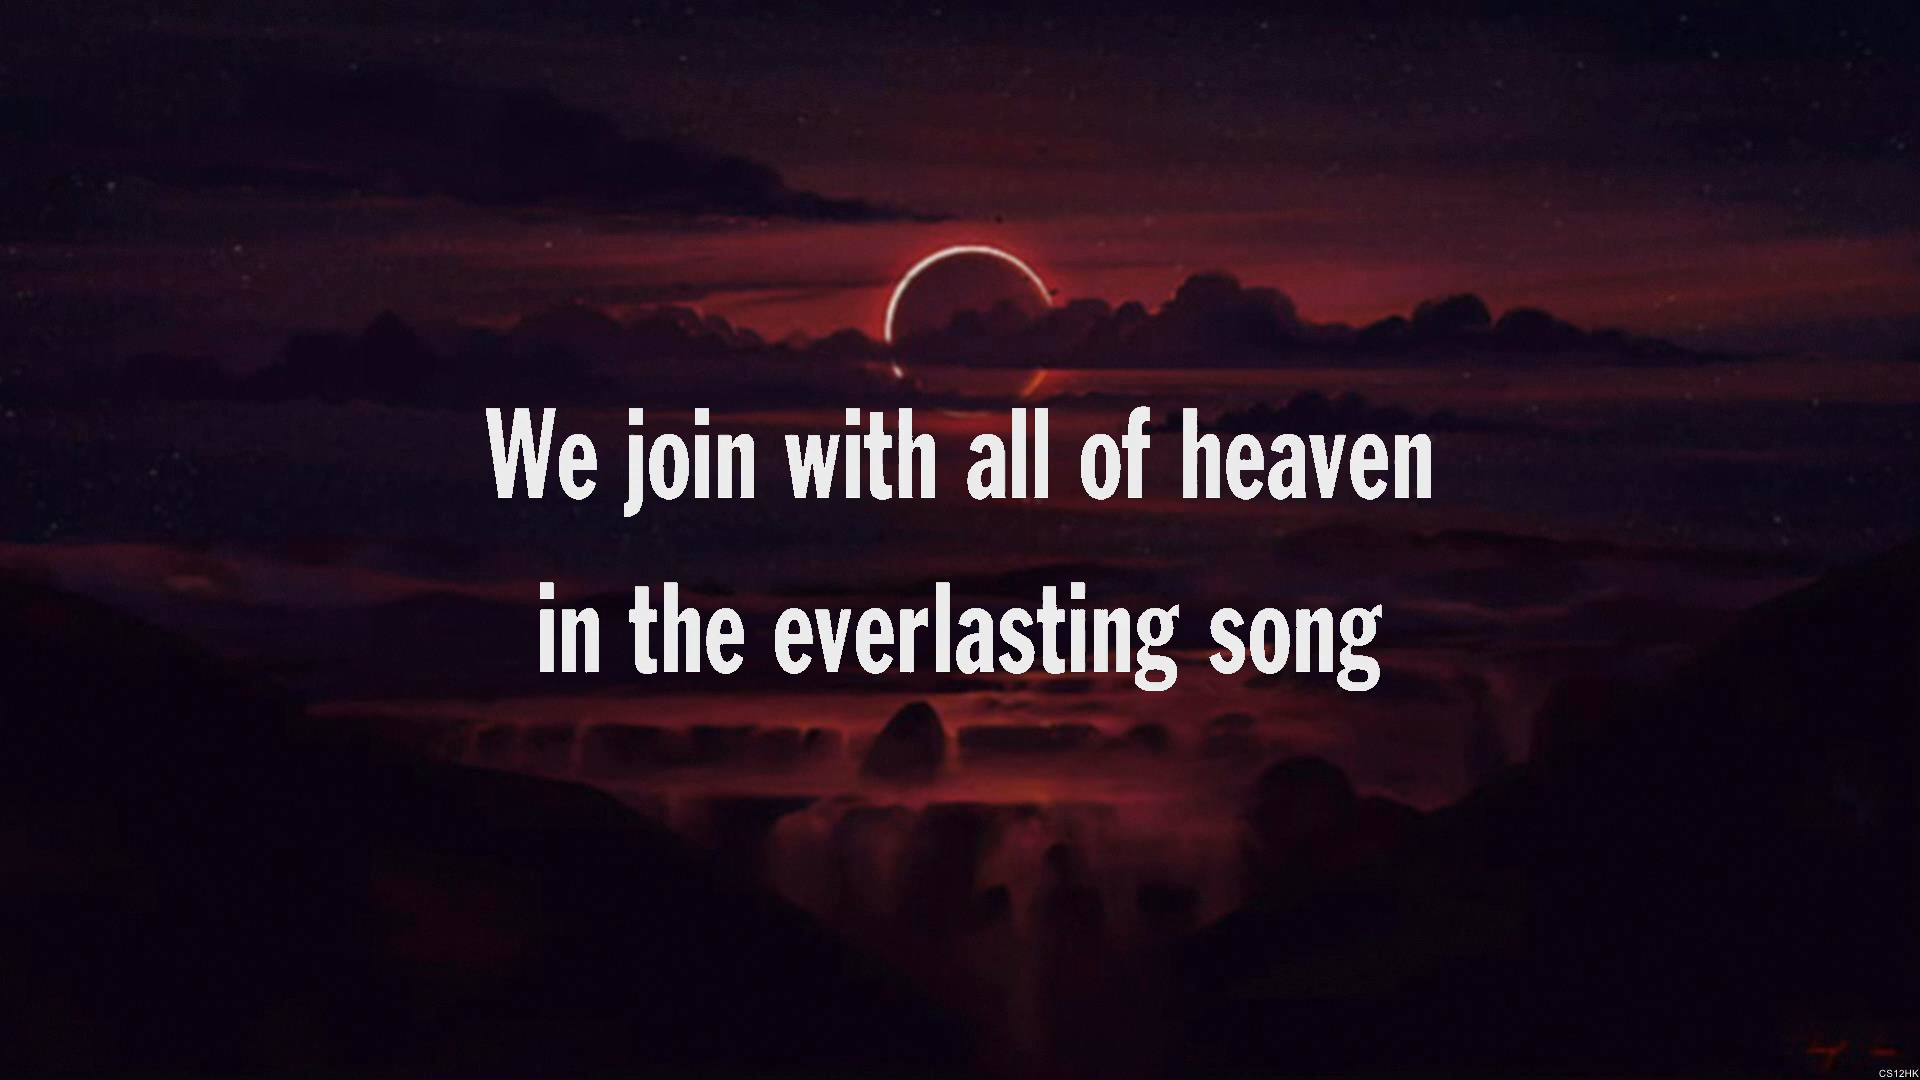 We join with all of heaven
in the everlasting song
CS12HK